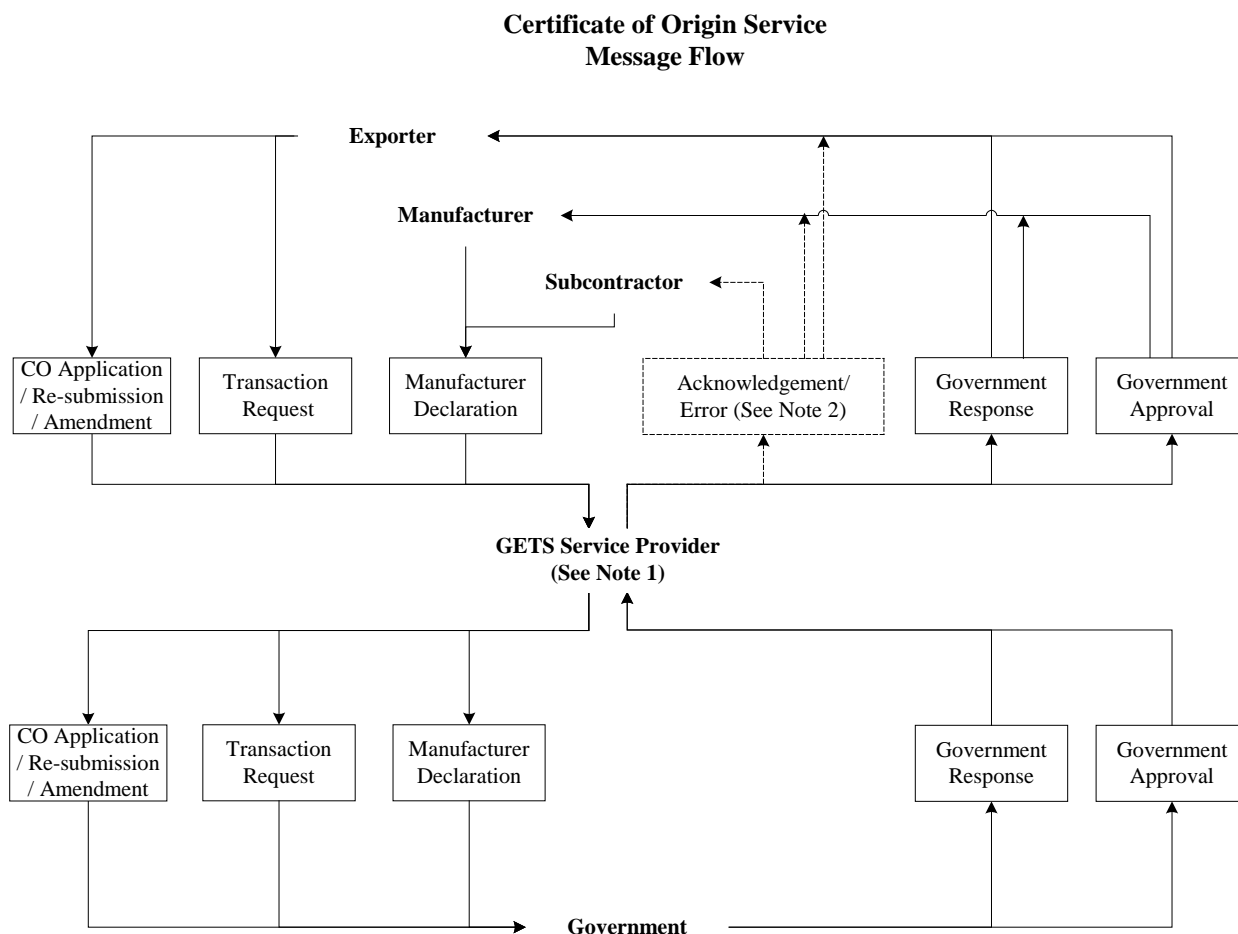 Certificate of Origin Service
Message Flow
Exporter
Manufacturer
Subcontractor
CO Application
/ Re-submission
/ Amendment
Transaction
Request
Manufacturer
Declaration
Acknowledgement/
Error (See Note 2)
Government
Response
Government
Approval
GETS Service Provider
(See Note 1)
CO Application
/ Re-submission
/ Amendment
Transaction
Request
Manufacturer
Declaration
Government
Response
Government
Approval
Government